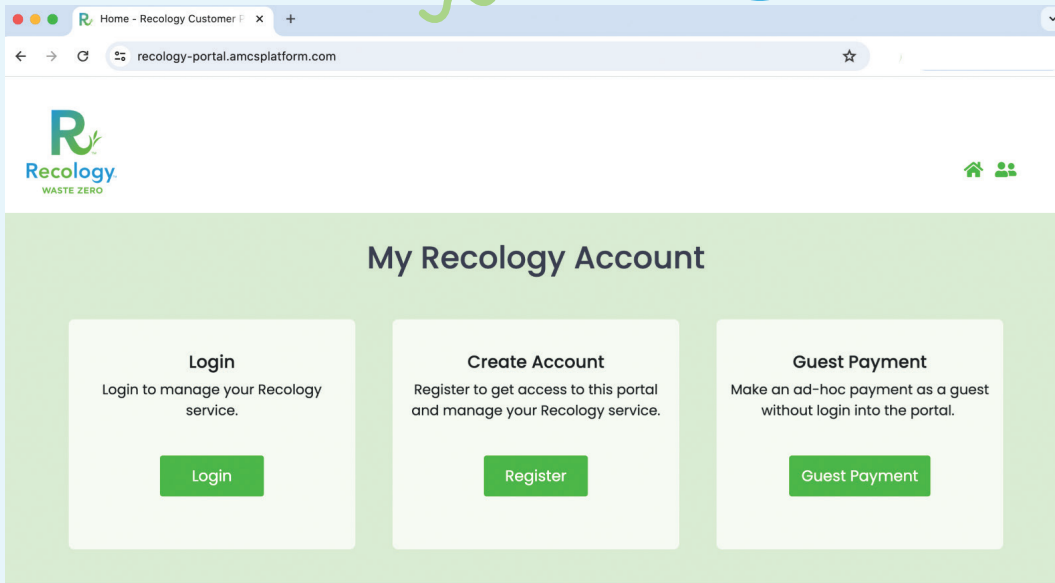 Home - Recology Customer P
recology-portal.amcsplatform.com
R
Recology
WASTE ZERO
My Recology Account
Login
Login to manage your Recology
service.
Login
Create Account
Register to get access to this portal
and manage your Recology service.
Register
Guest Payment
Make an ad-hoc payment as a guest
without login into the portal.
Guest Payment